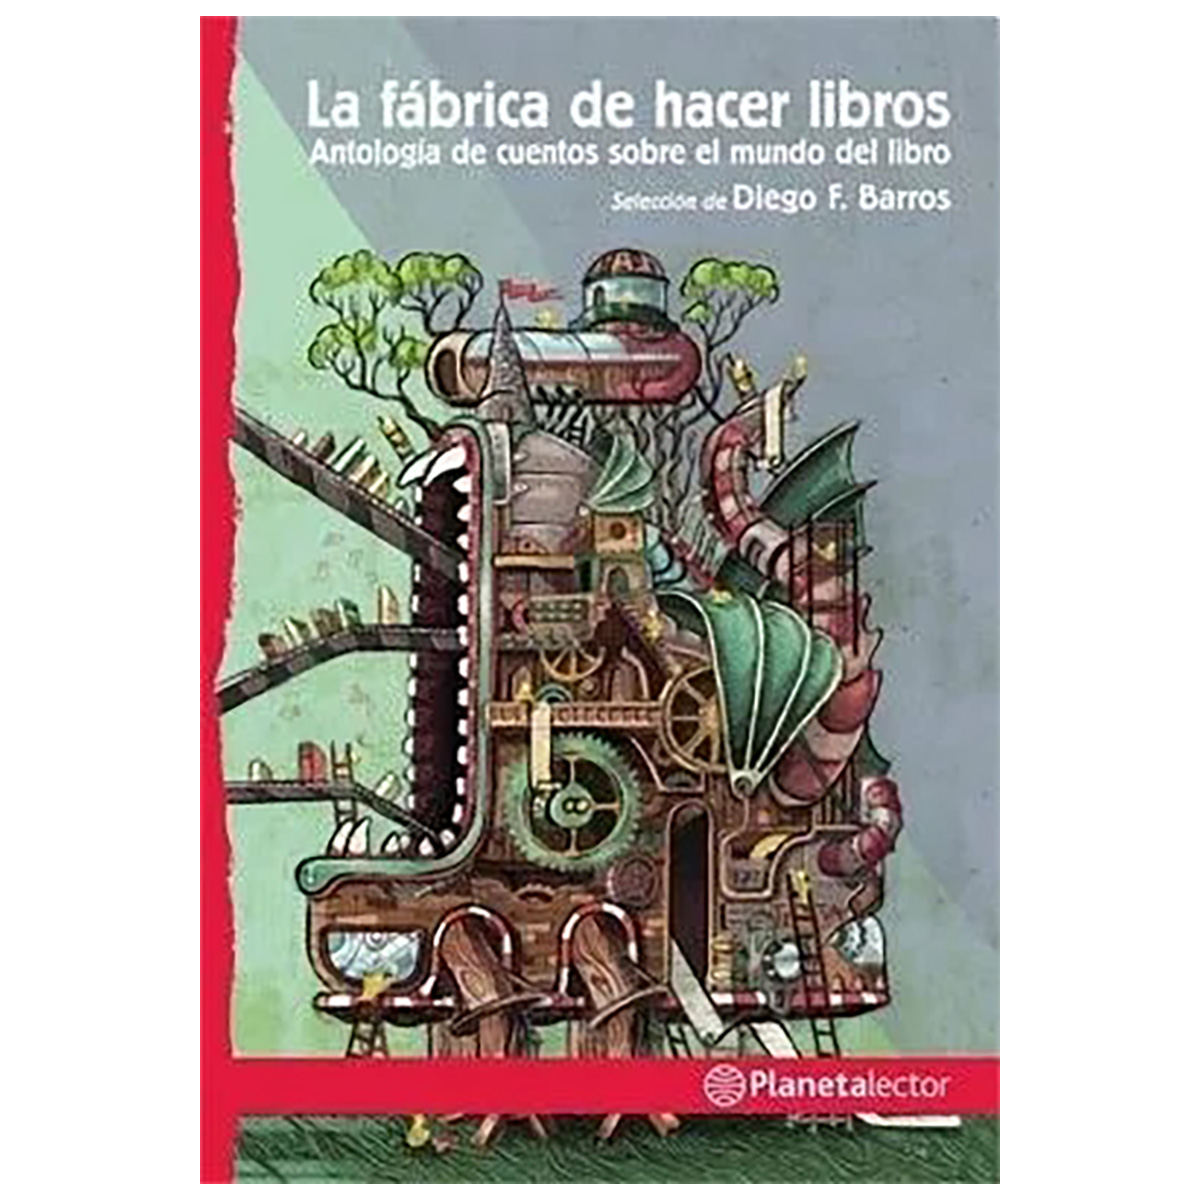 La fábrica de hacer libros
Antología de cuentos sobre el mundo del libro
Selección de Diego F. Barros
Planetalector